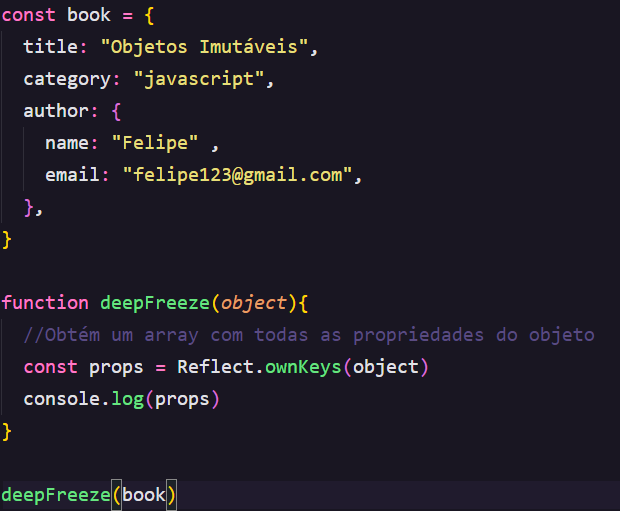 const book = {
  title: "Objetos Imutáveis",
  category: "javascript",
  author: {
    name: "Felipe" ,
    email: "felipe123@gmail.com",
  },
}

function deepFreeze(object){
  //Obtém um array com todas as propriedades do objeto
  const props = Reflect.ownKeys(object)
  console.log(props)
}

deepFreeze(book)